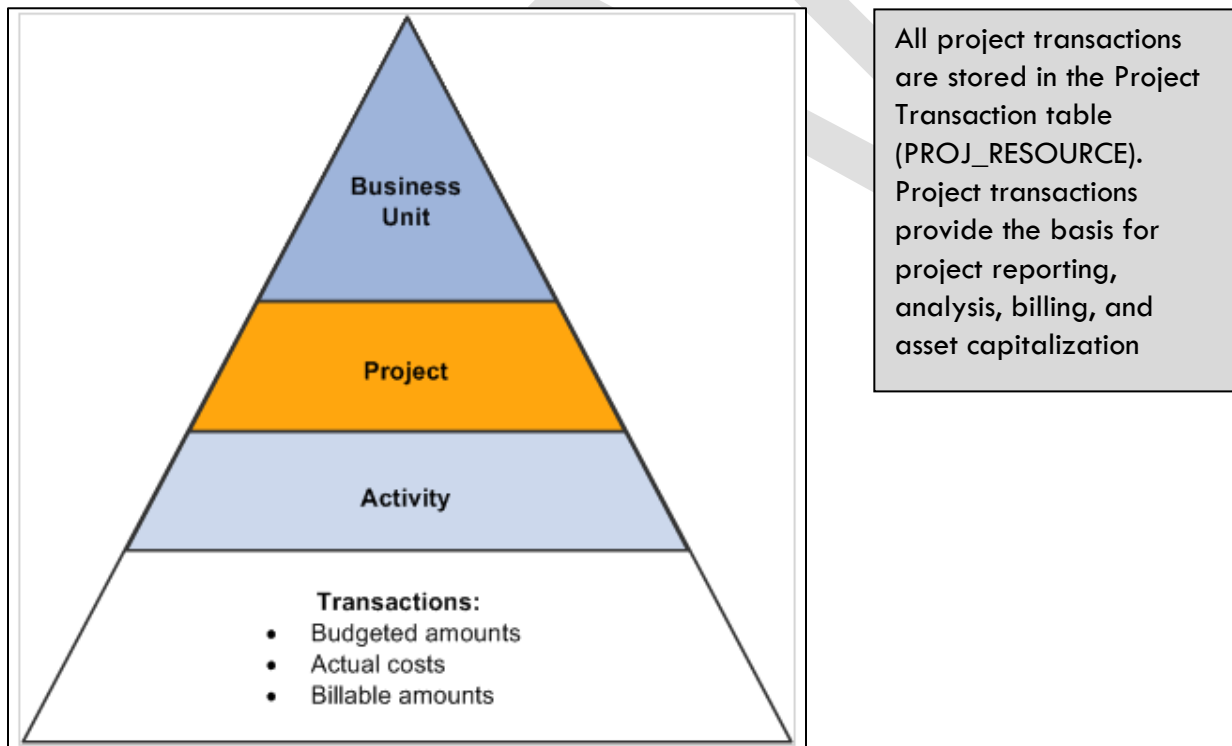 Business
Unit
Project
Activity
Transactions:
• Budgeted amounts
• Actual costs
• Billable amounts
All project transactions
are stored in the Project
Transaction table
(PROJ_RESOURCE).
Project transactions
provide the basis for
project reporting,
analysis, billing, and
asset capitalization